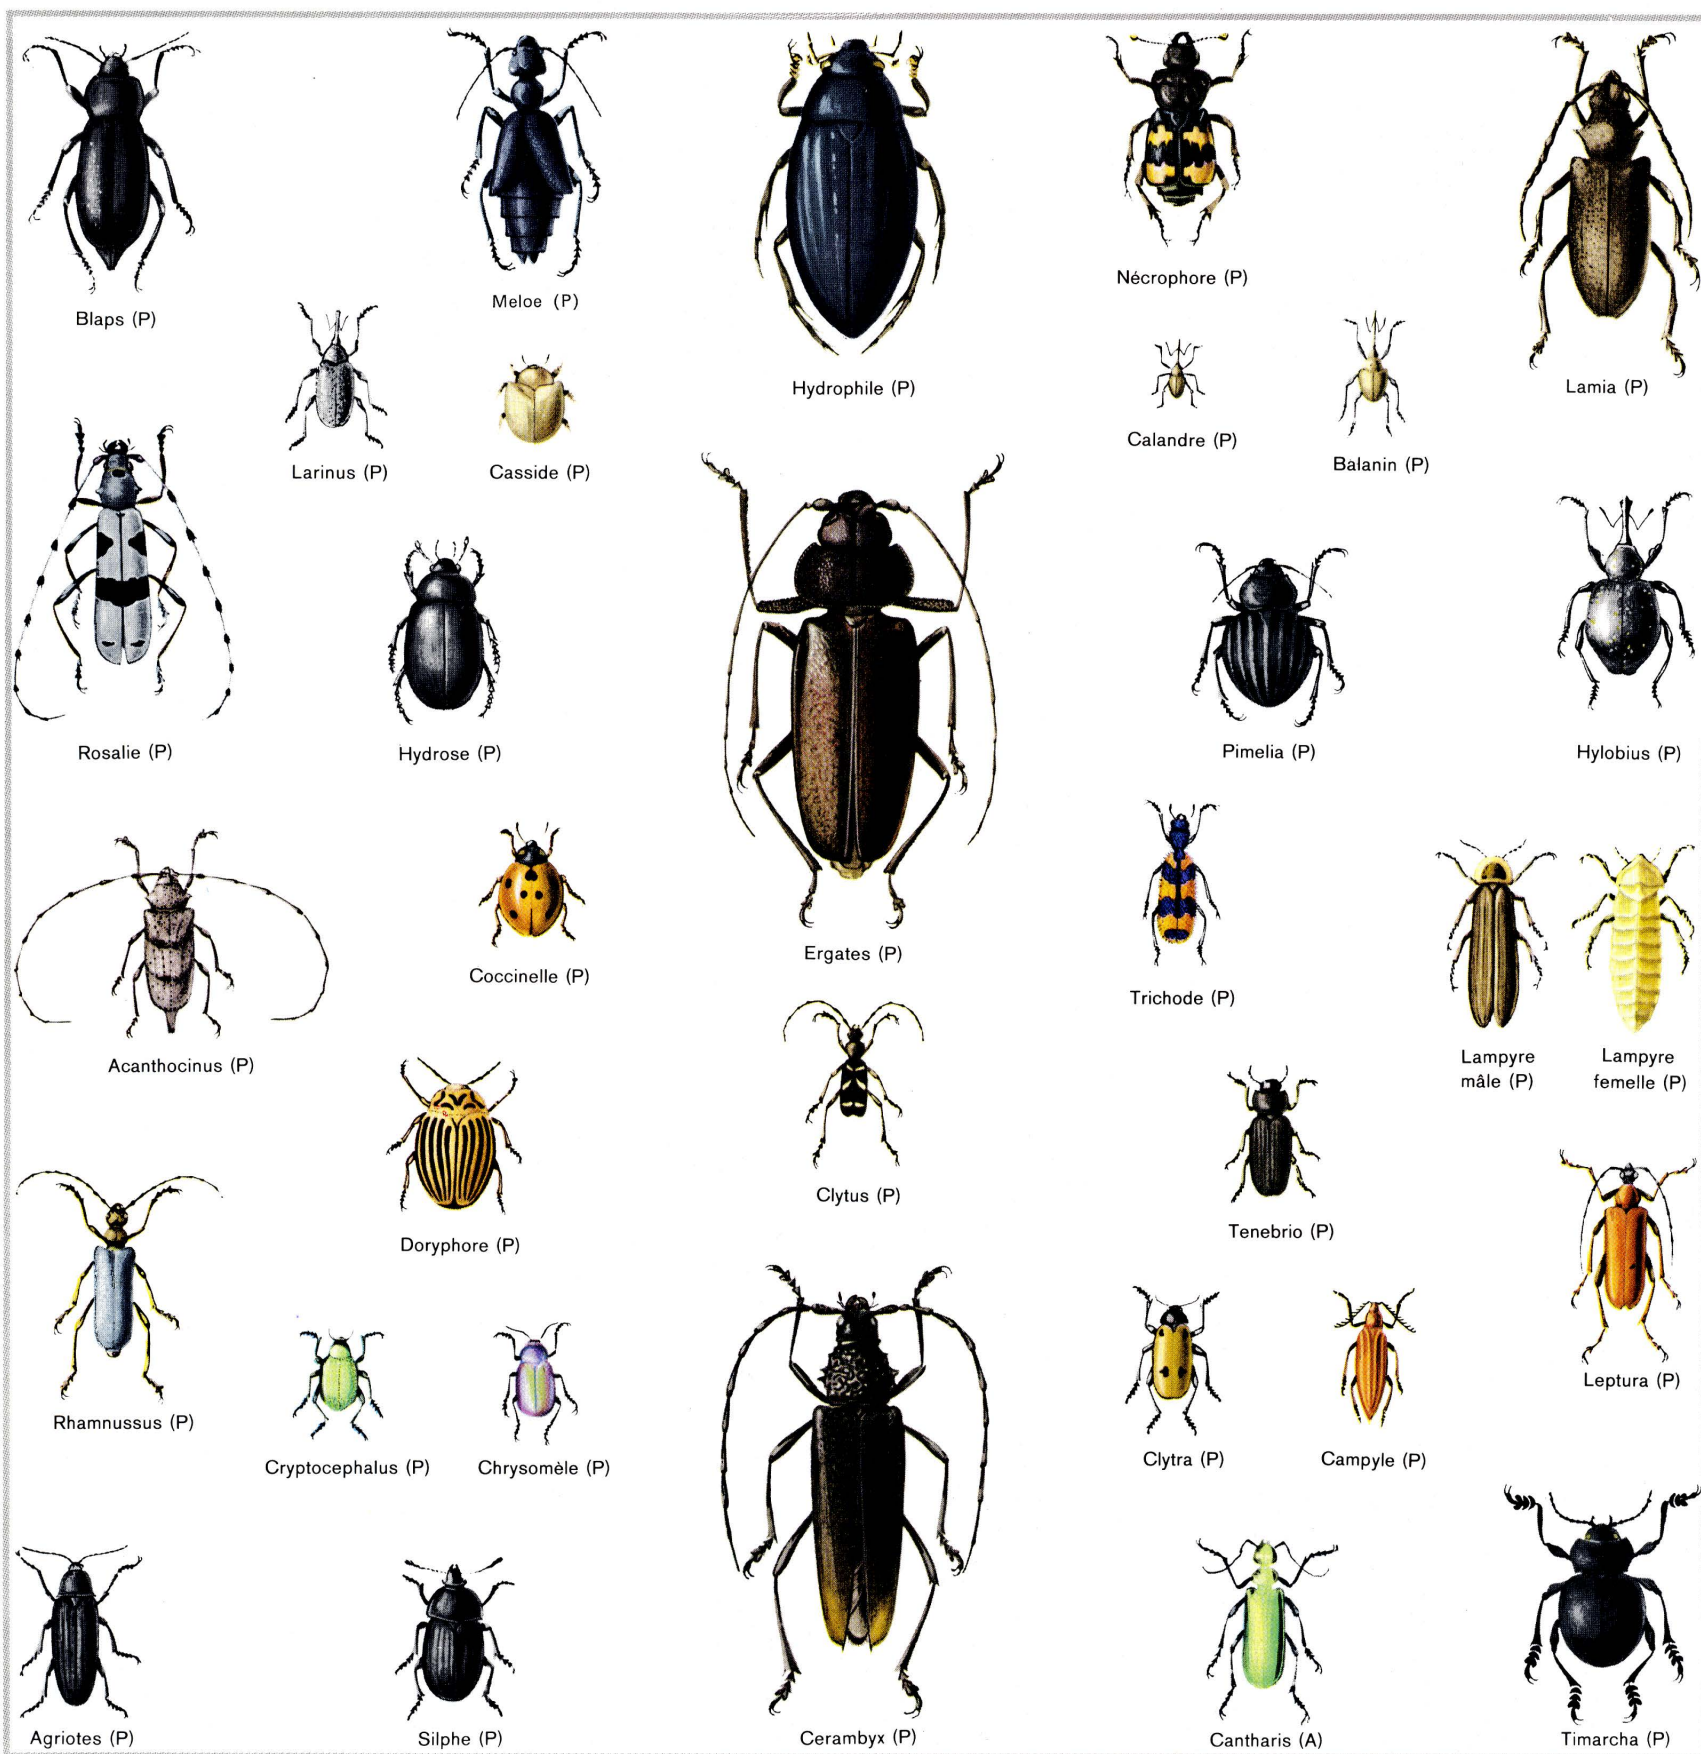 Blaps (P)
Meloe (P)
Hydrophile (P)
Nécrophore (P)
Lamia (P)
Larinus (P)
Casside (P)
Calandre (P)
Balanin (P)
Rosalie (P)
Hydrose (P)
Ergates (P)
Pimelia (P)
Hylobius (P)
Acanthocinus (P)
Coccinelle (P)
Trichode (P)
Lampyre
mâle (P)
Lampyre
femelle (P)
Doryphore (P)
Clytus (P)
Tenebrio (P)
Leptura (P)
Rhamnussus (P)
Cryptocephalus (P)
Chrysomèle (P)
Clytra (P)
Campyle (P)
Agriotes (P)
Silphe (P)
Cerambyx (P)
Cantharis (A)
Timarcha (P)